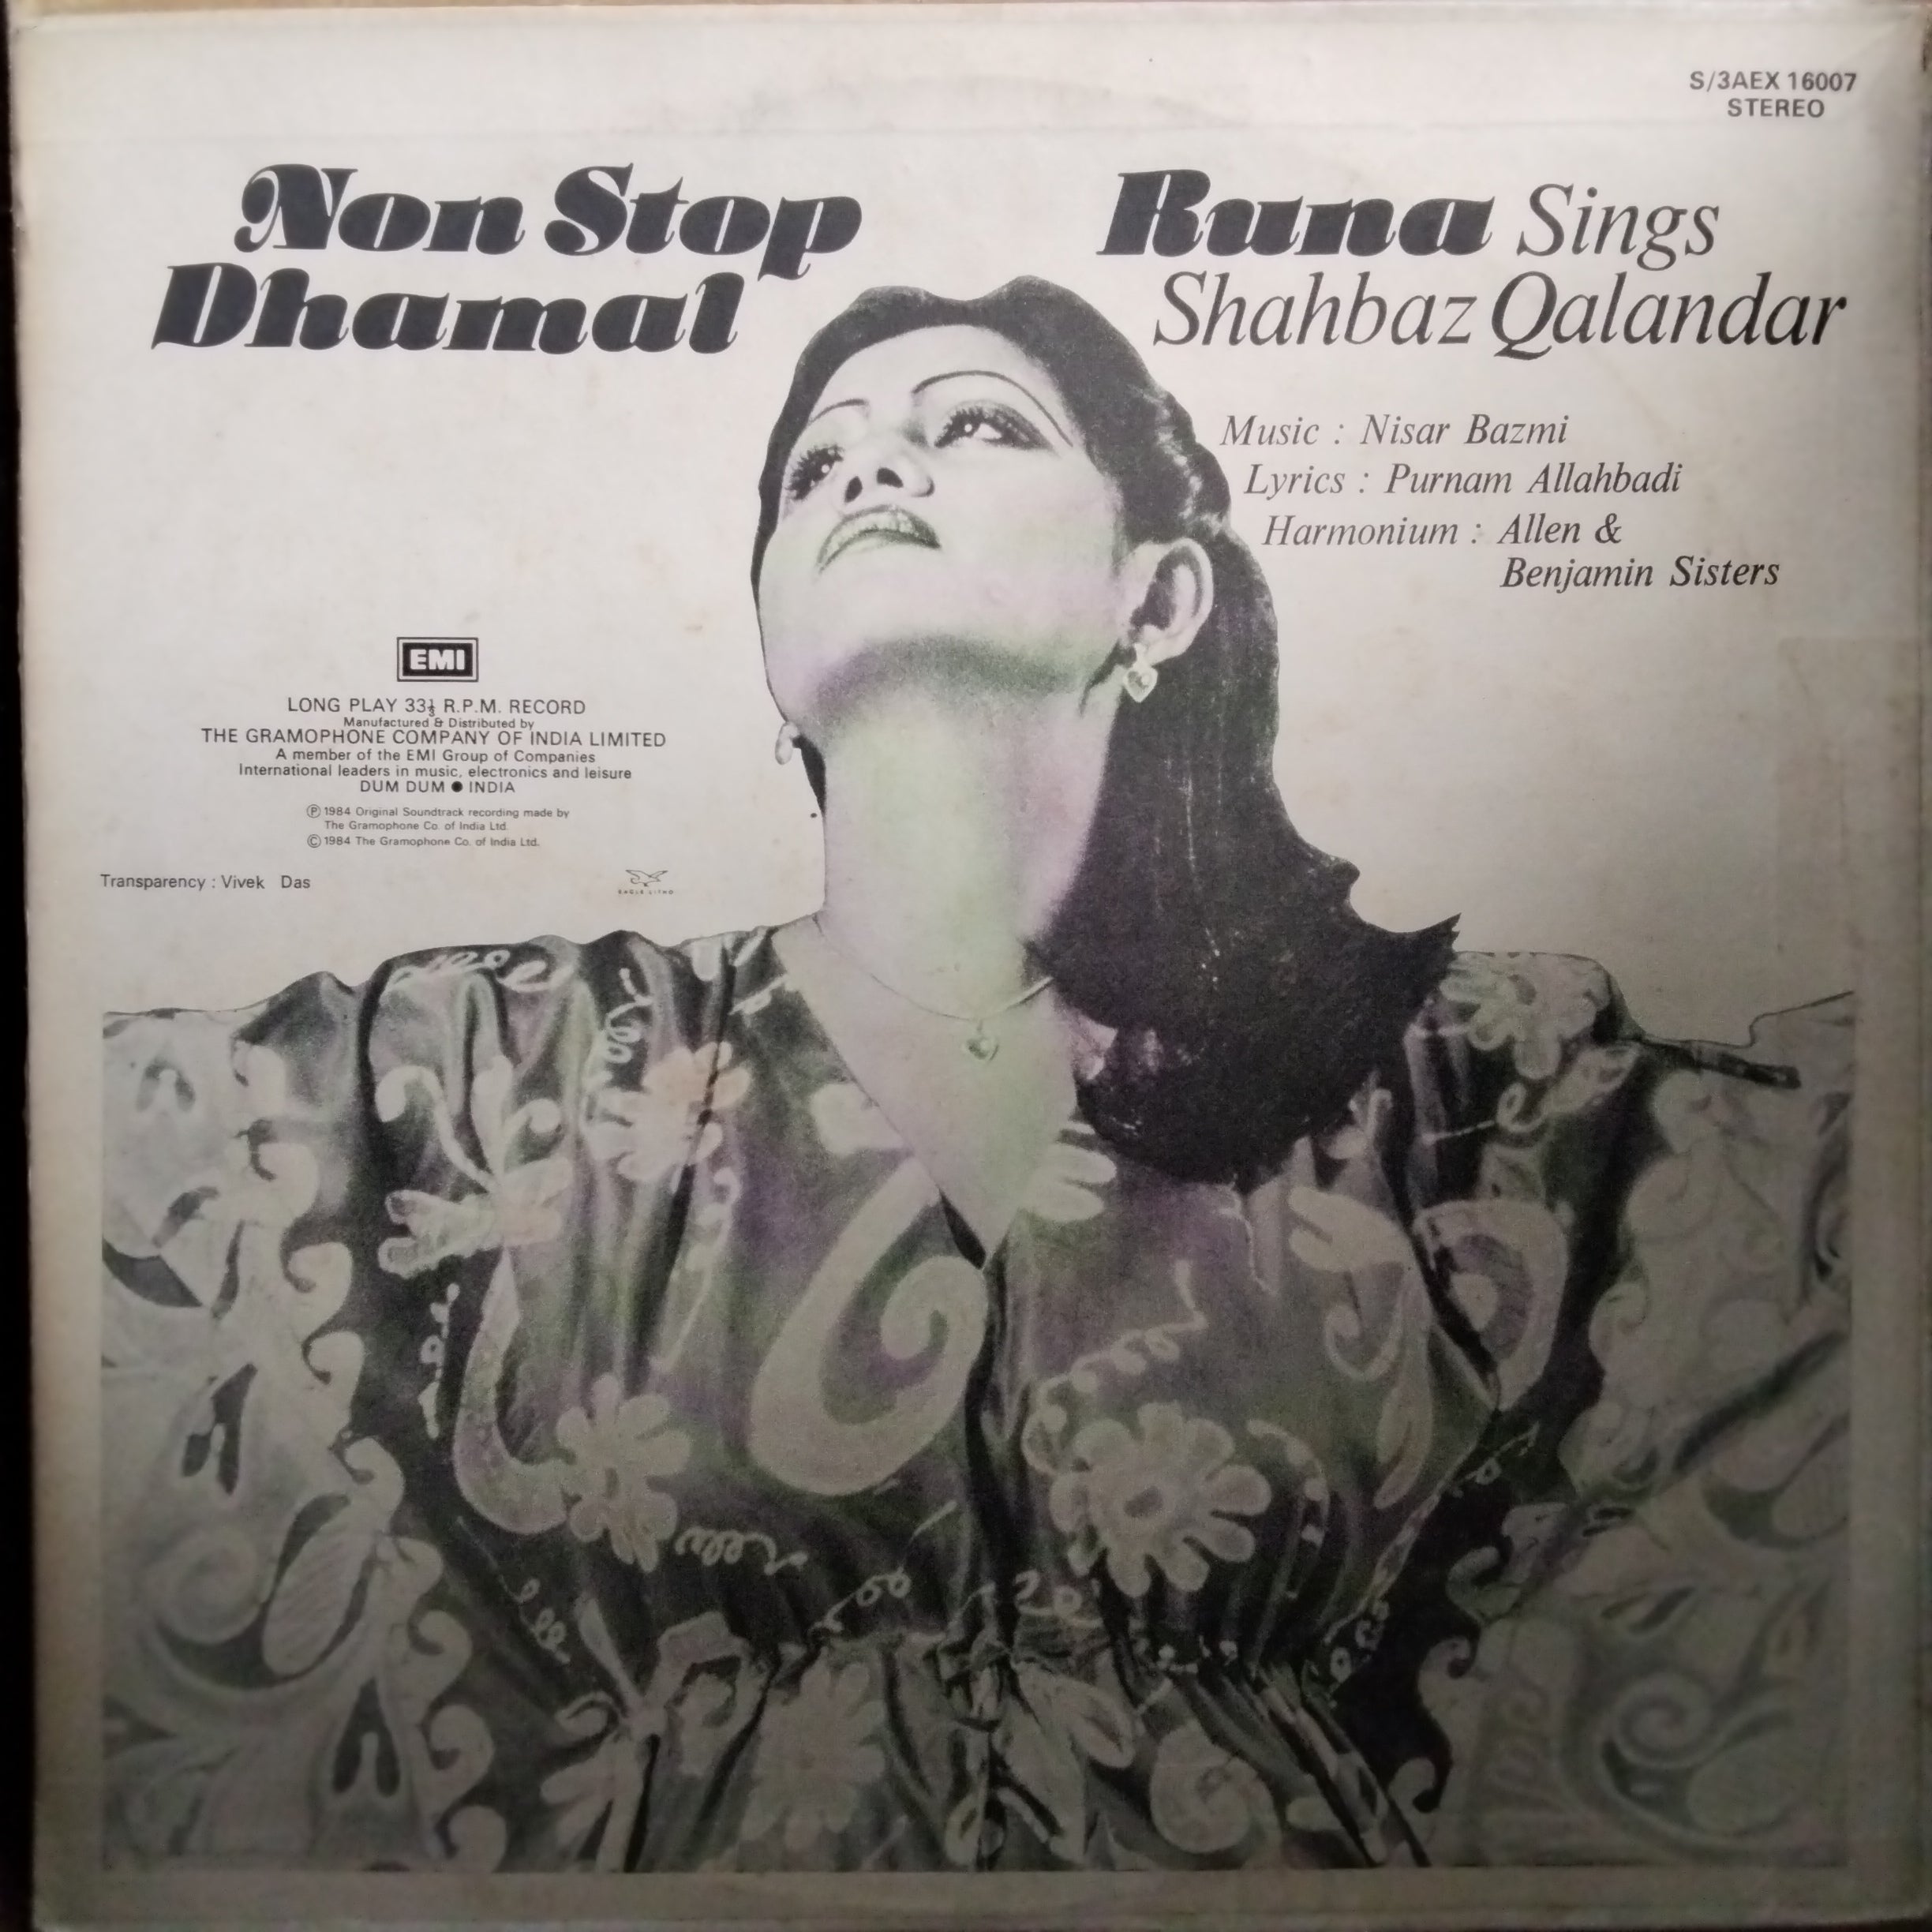 S/3AEX 16007
STEREO
Non Stop
Dhamal
Runa Sings
Shahbaz Qalandar
Music : Nisar Bazmi
Lyrics : Purnam Allahbadi
Harmonium : Allen &
Benjamin Sisters
EMI
LONG PLAY 33⅓ R.P.M. RECORD
Manufactured & Distributed by
THE GRAMOPHONE COMPANY OF INDIA LIMITED
A member of the EMI Group of Companies
International leaders in music, electronics and leisure
DUM DUM ● INDIA
Ⓟ 1984 Original Soundtrack recording made by
The Gramophone Co. of India Ltd.
© 1984 The Gramophone Co. of India Ltd.
Transparency : Vivek Das
EAGLE LITHO